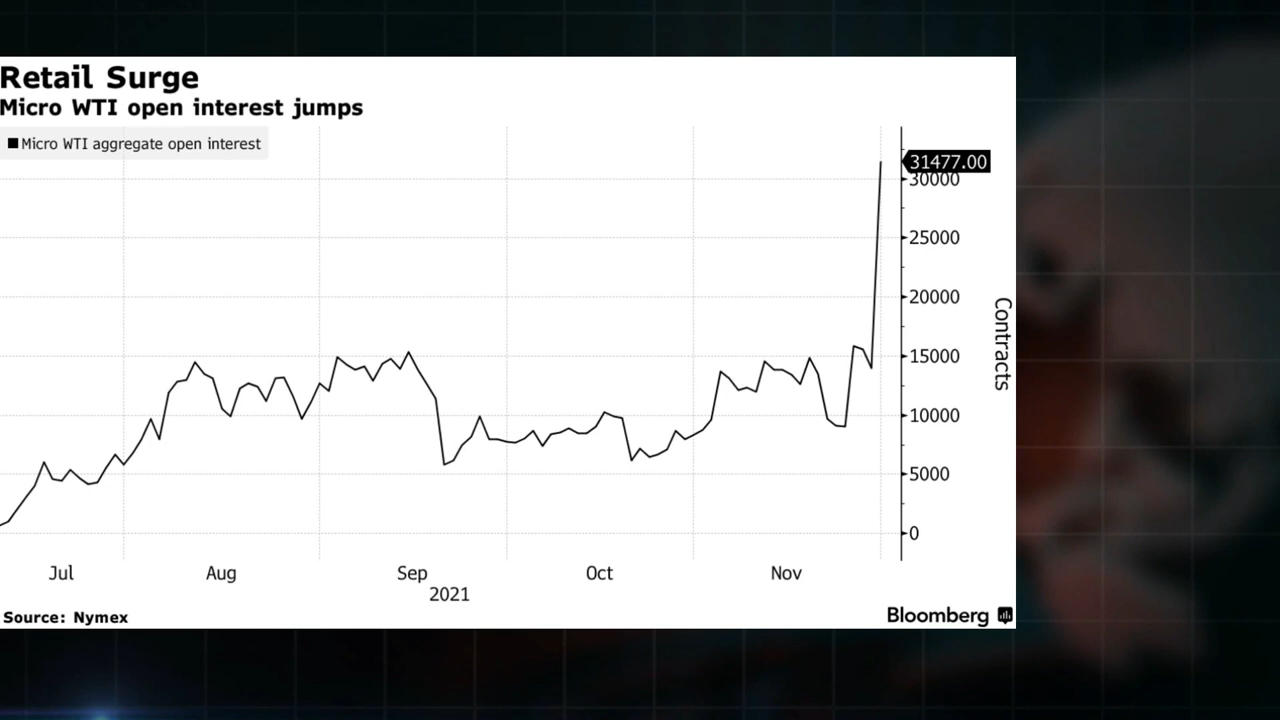 Retail Surge
Micro WTI open interest jumps
Micro WTI aggregate open interest
31477.00
30000
25000
20000
15000
10000
5000
0
Contracts
Jul Aug Sep Oct Nov
2021
Source: Nymex
Bloomberg